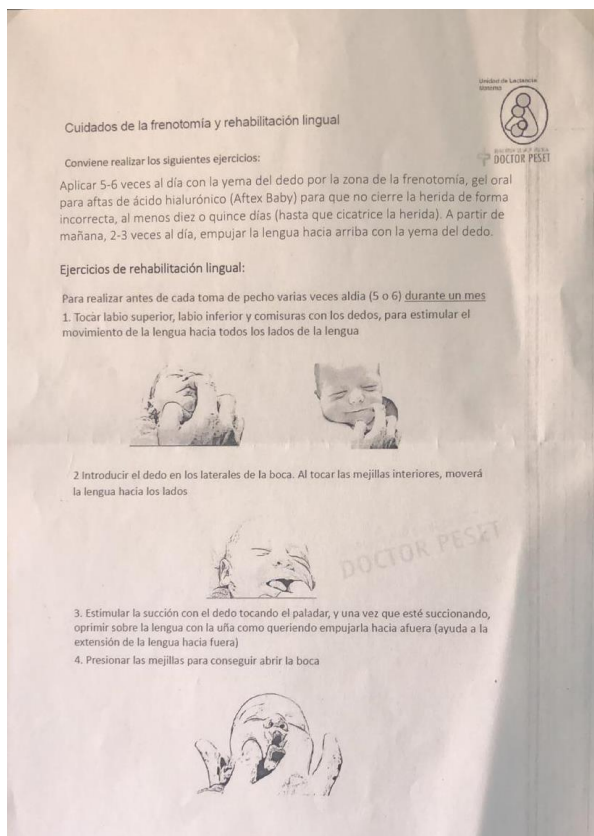 Unidad de Lactancia
Materna
DOCTOR PESET
Cuidados de la frenotomía y rehabilitación lingual
Conviene realizar los siguientes ejercicios:
Aplicar 5-6 veces al día con la yema del dedo por la zona de la frenotomía, gel oral
para aftas de ácido hialurónico (Aftex Baby) para que no cierre la herida de forma
incorrecta, al menos diez o quince días (hasta que cicatrice la herida). A partir de
mañana, 2-3 veces al día, empujar la lengua hacia arriba con la yema del dedo.
Ejercicios de rehabilitación lingual:
Para realizar antes de cada toma de pecho varias veces aldia (5 o 6) durante un mes
1. Tocar labio superior, labio inferior y comisuras con los dedos, para estimular el
movimiento de la lengua hacia todos los lados de la lengua
2 Introducir el dedo en los laterales de la boca. Al tocar las mejillas interiores, moverá
la lengua hacia los lados
DOCTOR PESET
3. Estimular la succión con el dedo tocando el paladar, y una vez que esté succionando,
oprimir sobre la lengua con la uña como queriendo empujarla hacia afuera (ayuda a la
extensión de la lengua hacia fuera)
4. Presionar las mejillas para conseguir abrir la boca